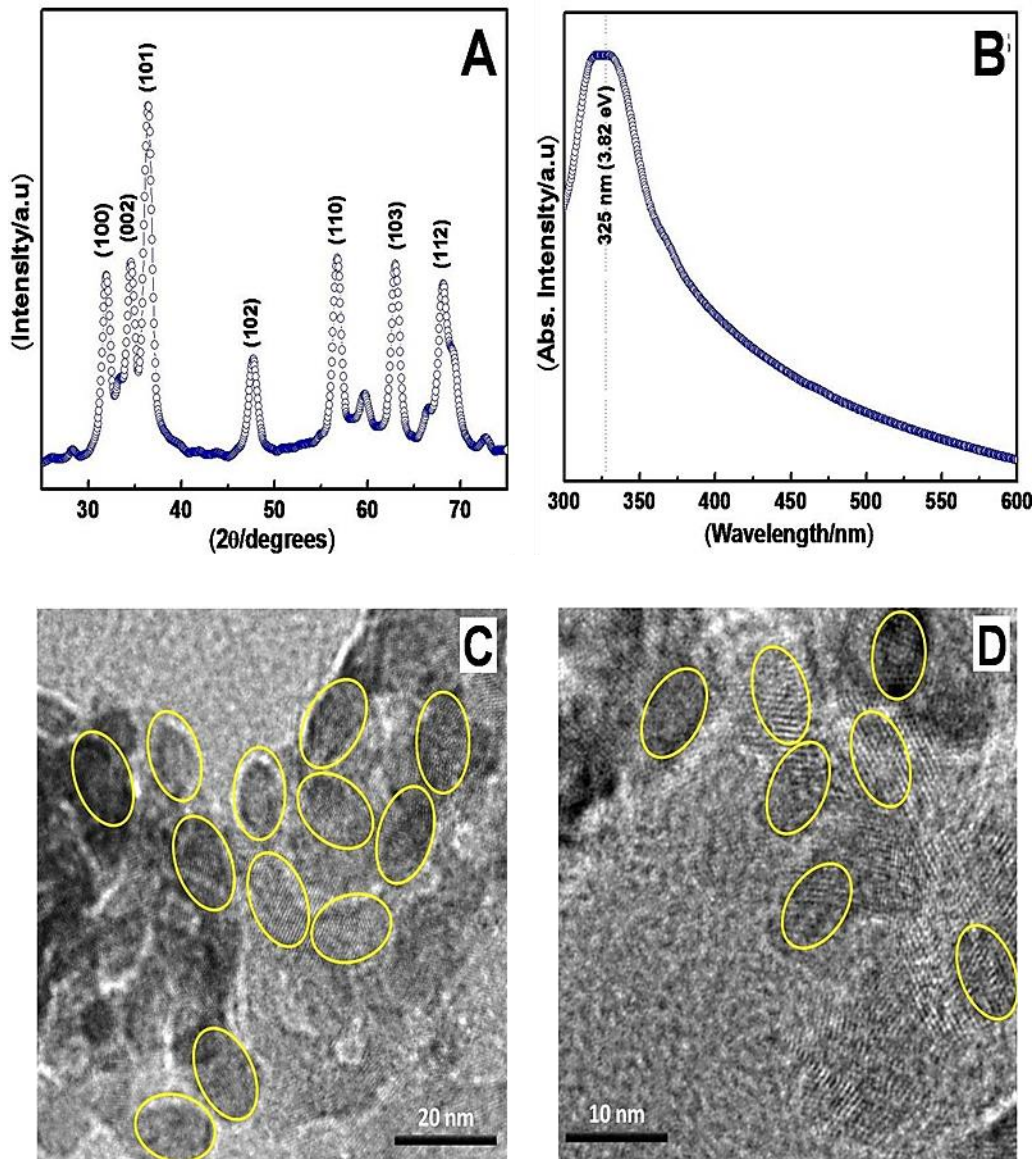 A
(Intensity/a.u)
(100)
(002)
(101)
(102)
(110)
(103)
(112)
30
40
50
60
70
(2θ/degrees)
B
(Abs. Intensity/a.u)
325 nm (3.82 eV)
300
350
400
450
500
550
600
(Wavelength/nm)
C
20 nm
D
10 nm